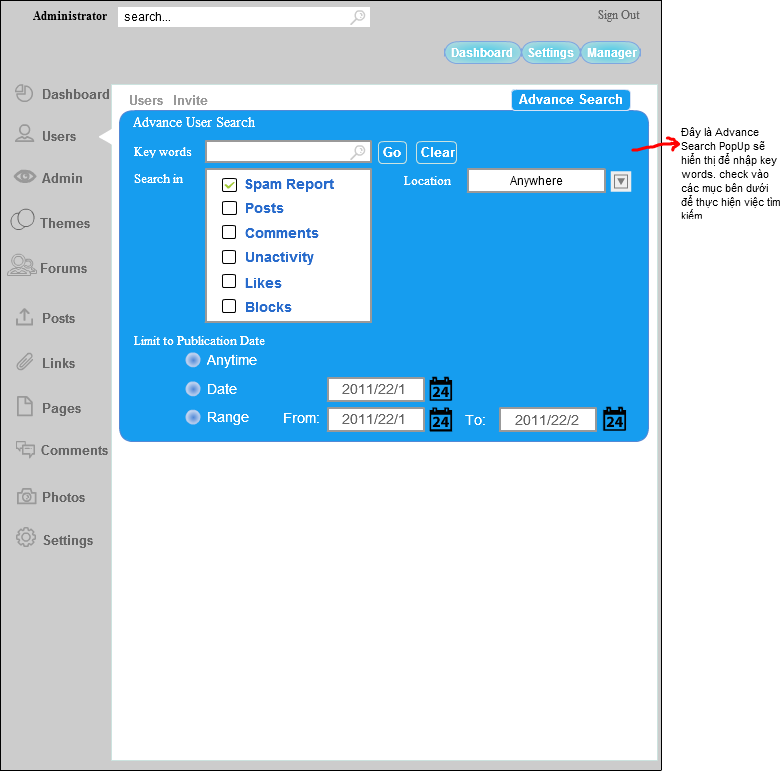 Administrator
search...
Sign Out
Dashboard
Settings
Manager
Dashboard
Users
Admin
Themes
Forums
Posts
Links
Pages
Comments
Photos
Settings
Users Invite
Advance Search
Advance User Search
Key words
Go
Clear
Search in
Spam Report
Posts
Comments
Unactivity
Likes
Blocks
Location
Anywhere
Limit to Publication Date
Anytime
Date
2011/22/1
24
Range
From:
2011/22/1
24
To:
2011/22/2
24
Đây là Advance
Search PopUp sẽ
hiển thị để nhập key
words. check vào
các mục bên dưới
để thực hiện việc tìm
kiếm